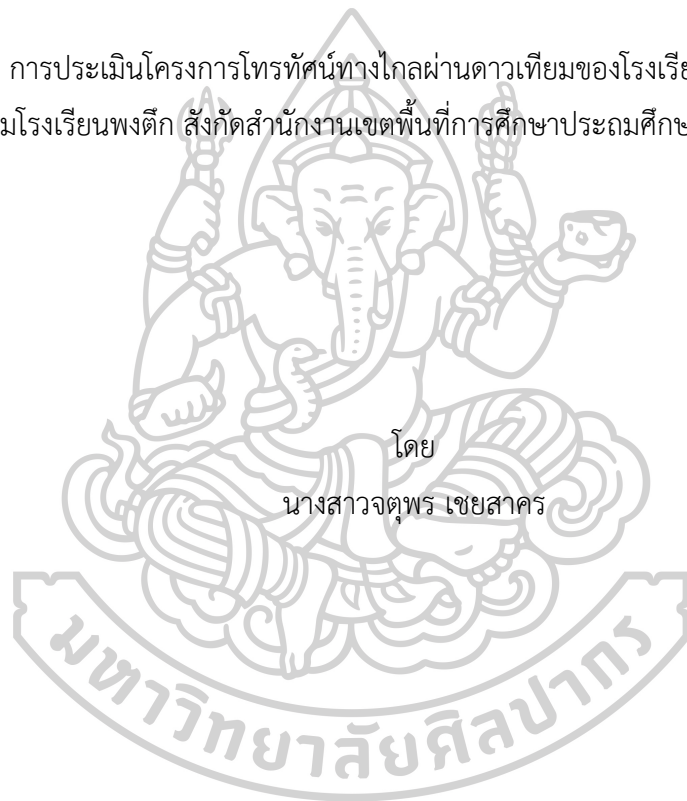 การประเมินโครงการโทรทัศน์ทางไกลผ่านดาวเทียมของโรงเรีย
มโรงเรียนพงตึก สังกัดสำนักงานเขตพื้นที่การศึกษาประถมศึกษ
โดย
นางสาวจตุพร เชยสาคร
มหาวิทยาลัยศิลปากร